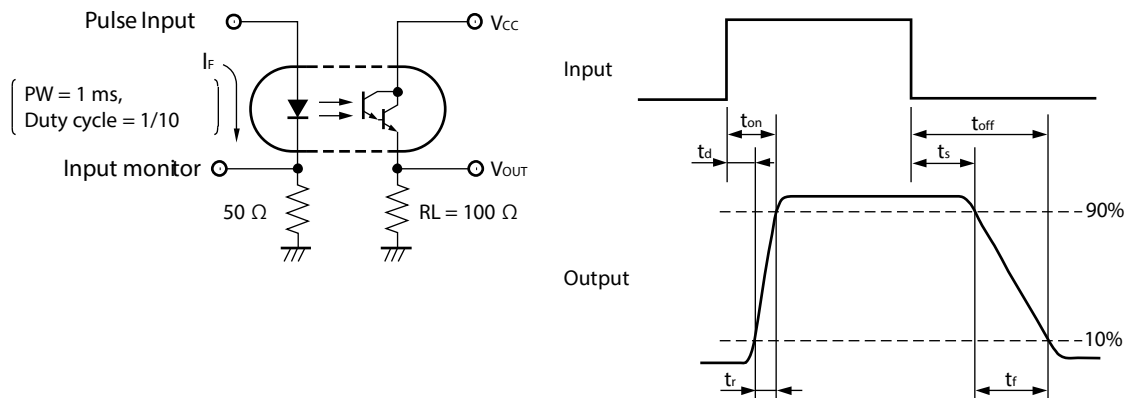 Pulse Input
VCC
IF
PW = 1 ms,
Duty cycle = 1/10
Input monitor
VOUT
50 Ω
RL = 100 Ω
Input
ton
toff
td
ts
90%
Output
10%
tr
tf